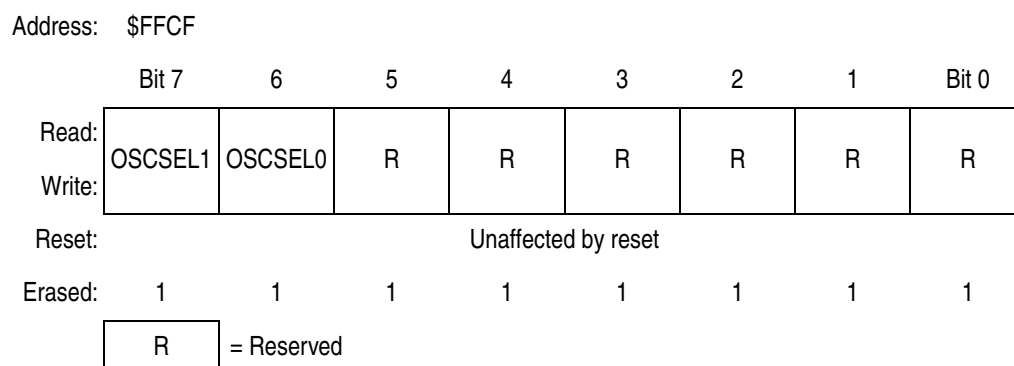 Address: $FFCF
Bit 7 6 5 4 3 2 1 Bit 0
Read:
OSCSEL1 OSCSEL0 R R R R R R
Write:
Reset: Unaffected by reset
Erased: 1 1 1 1 1 1 1 1
R = Reserved